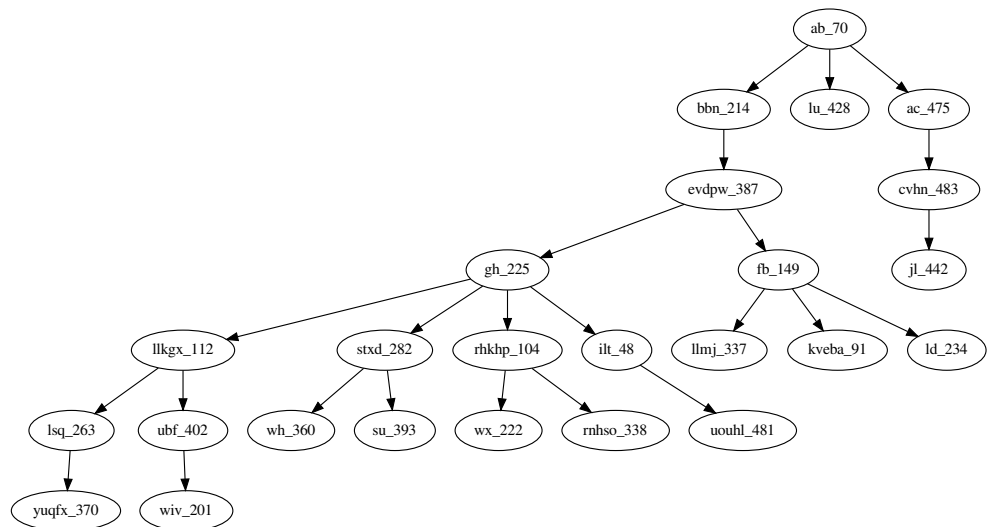 ab_70
bbn_214
lu_428
ac_475
evdpw_387
cvhn_483
gh_225
fb_149
jl_442
llkgx_112
stxd_282
rhkhp_104
ilt_48
llmj_337
kveba_91
ld_234
lsq_263
ubf_402
wh_360
su_393
wx_222
rnhso_338
uouhl_481
yuqfx_370
wiv_201